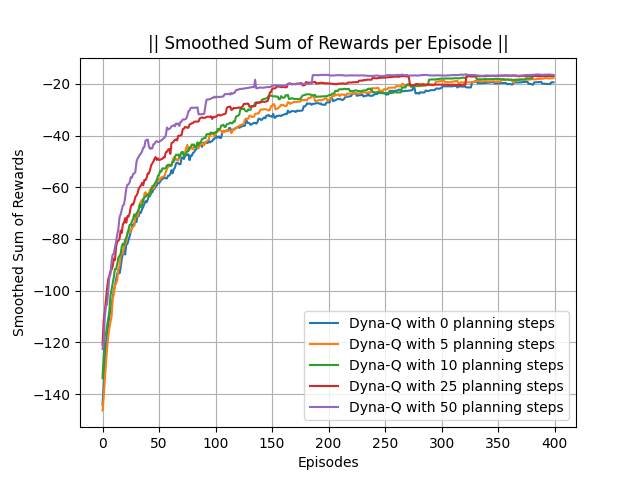 || Smoothed Sum of Rewards per Episode ||
Smoothed Sum of Rewards
−20
−40
−60
−80
−100
−120
−140
0
50
100
150
200
250
300
350
400
Episodes
Dyna-Q with 0 planning steps
Dyna-Q with 5 planning steps
Dyna-Q with 10 planning steps
Dyna-Q with 25 planning steps
Dyna-Q with 50 planning steps